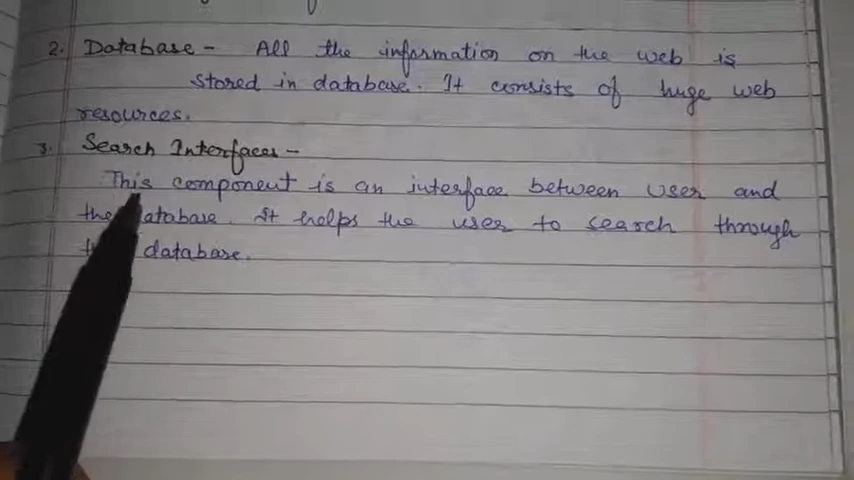 2. Database - All the information on the web is
stored in database. It consists of huge web
resources.
3. Search Interfaces -
This component is an interface between user and
the database. It helps the user to search through
database.